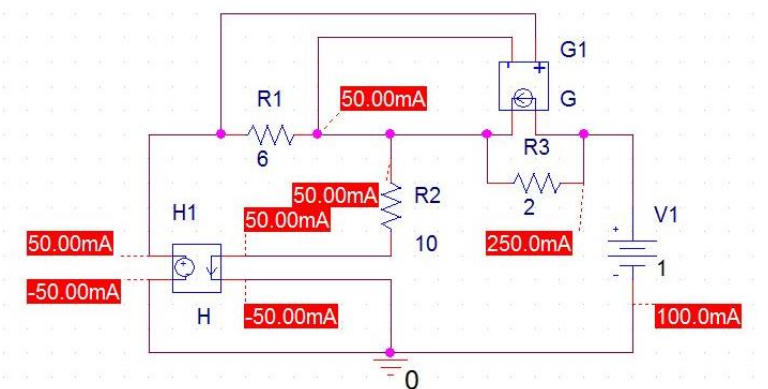 G1
- +
G
R1
50.00mA
6
R3
2
50.00mA
R2
10
H1
50.00mA
50.00mA
250.0mA
V1
+
1
-
-50.00mA
+
H
-50.00mA
100.0mA
0